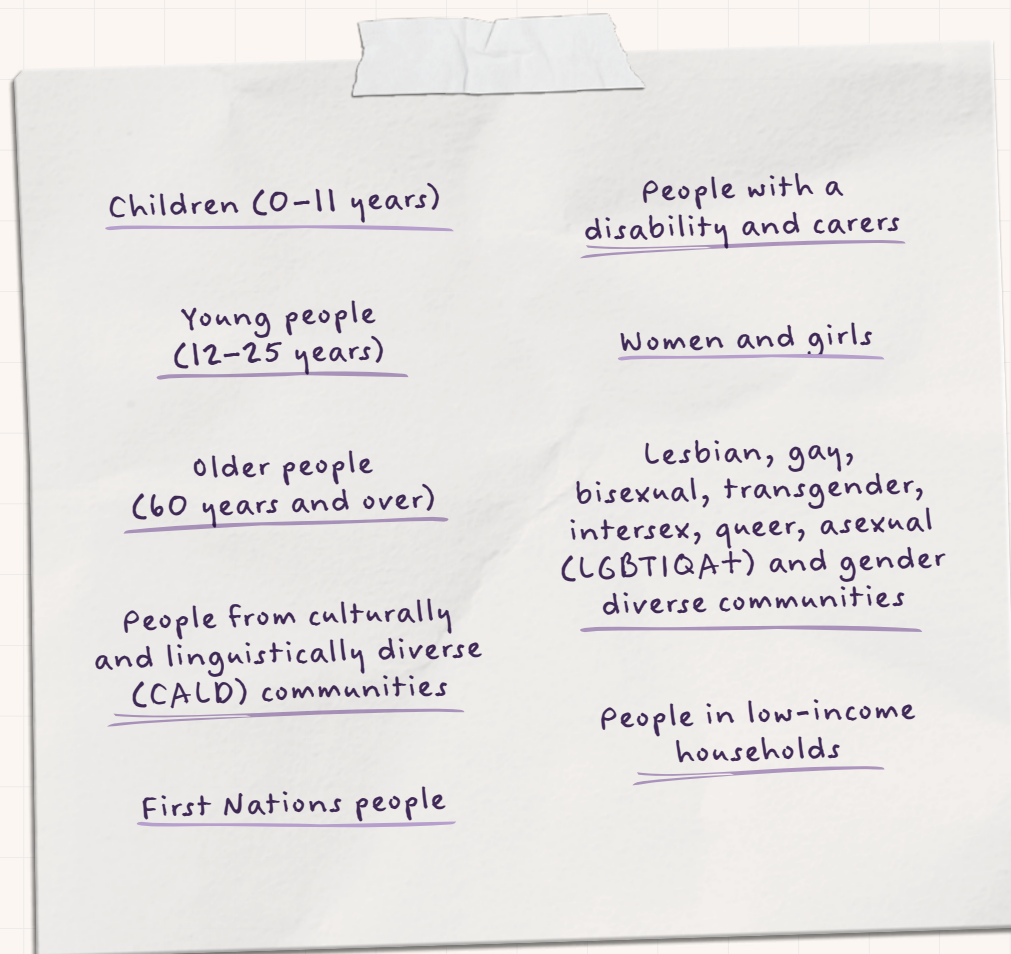 Children (0-11 years)
Young people
(12-25 years)
Older people
(60 years and over)
People from culturally
and linguistically diverse
(CALD) communities
First Nations people
People with a
disability and carers
Women and girls
Lesbian, gay,
bisexual, transgender,
intersex, queer, asexual
(LGBTIQA+) and gender
diverse communities
People in low-income
households